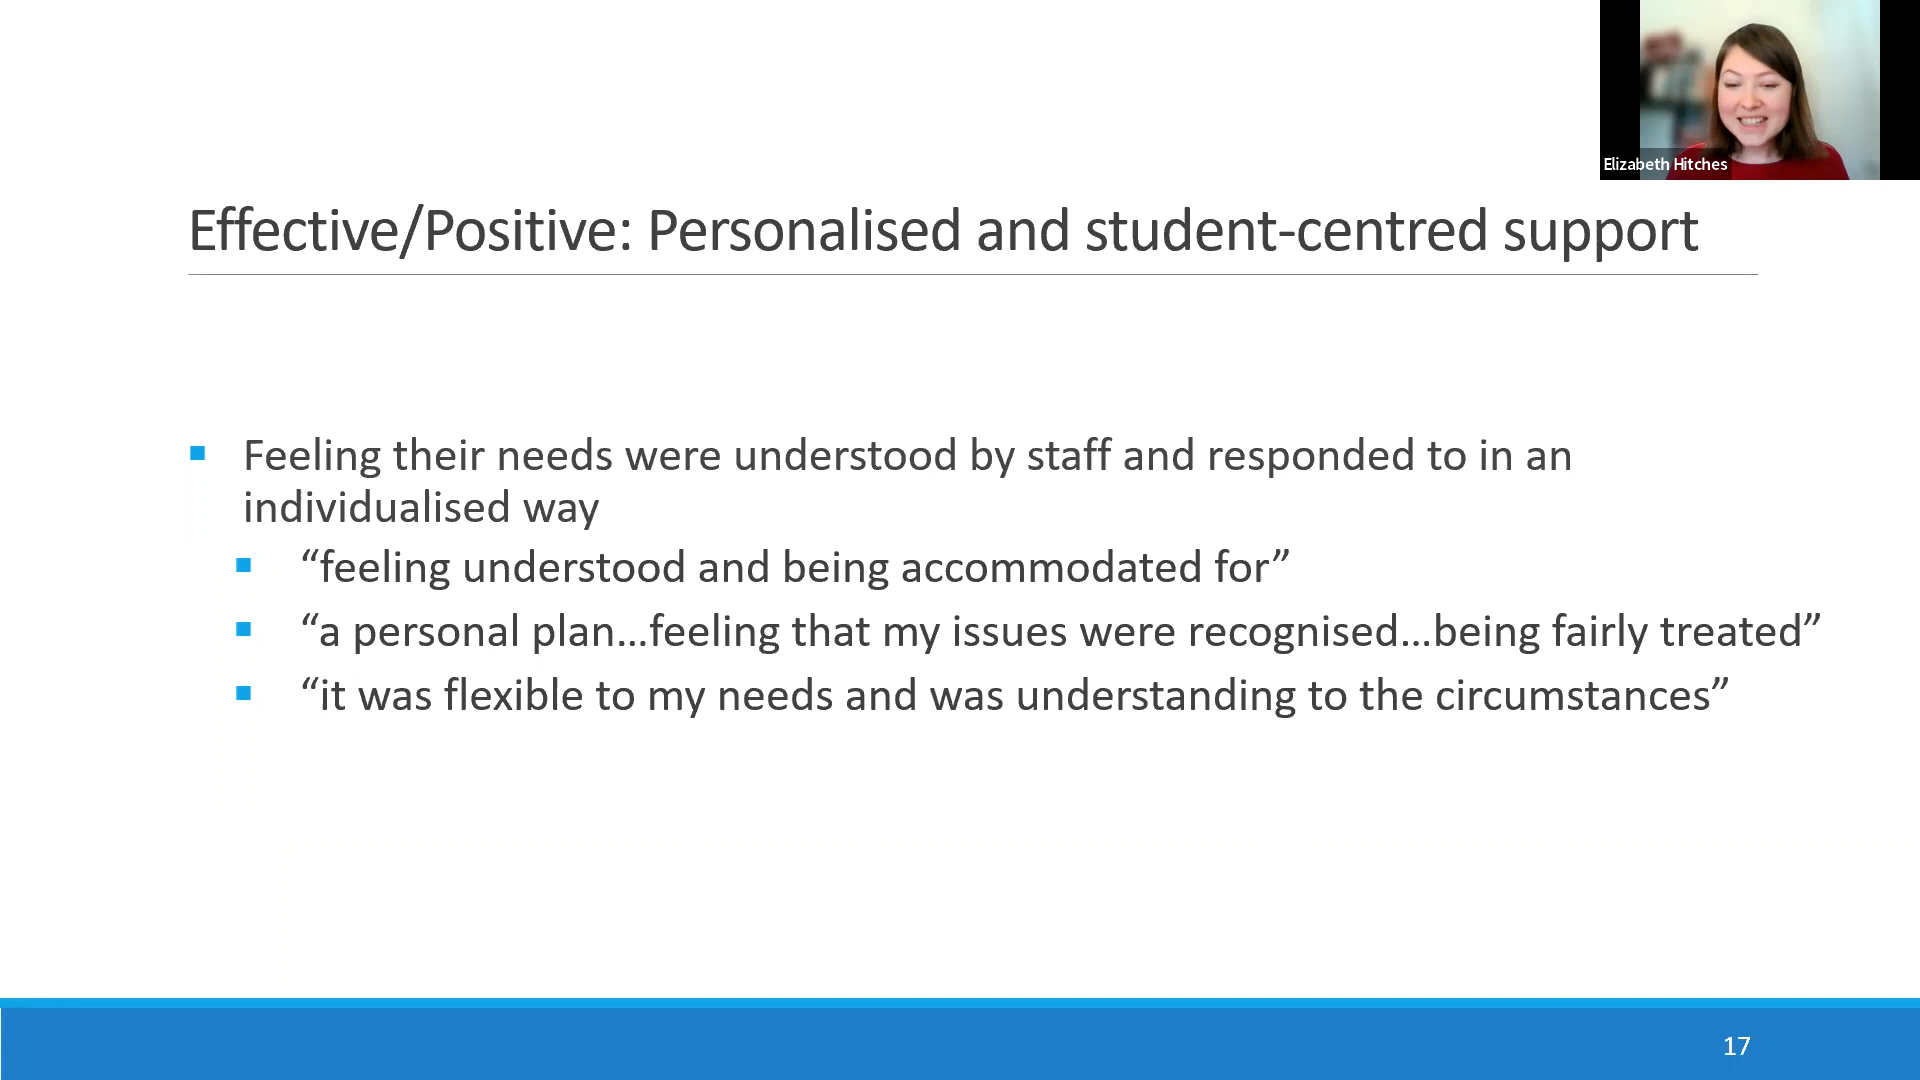 Elizabeth Hitches
Effective/Positive: Personalised and student-centred support
Feeling their needs were understood by staff and responded to in an
individualised way
“feeling understood and being accommodated for”
“a personal plan…feeling that my issues were recognised…being fairly treated”
“it was flexible to my needs and was understanding to the circumstances”
17